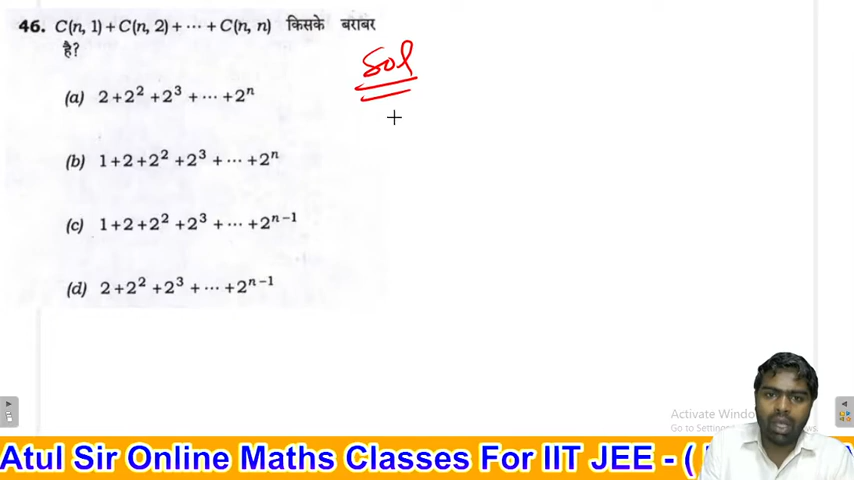 46. C(n, 1) + C(n, 2) + ··· + C(n, n) किसके बराबर
है?
Sol
(a) 2 + 2² + 2³ + ··· + 2ⁿ
(b) 1 + 2 + 2² + 2³ + ··· + 2ⁿ
(c) 1 + 2 + 2² + 2³ + ··· + 2ⁿ⁻¹
(d) 2 + 2² + 2³ + ··· + 2ⁿ⁻¹
Activate Windo
Go to Setting
Atul Sir Online Maths Classes For IIT JEE - (